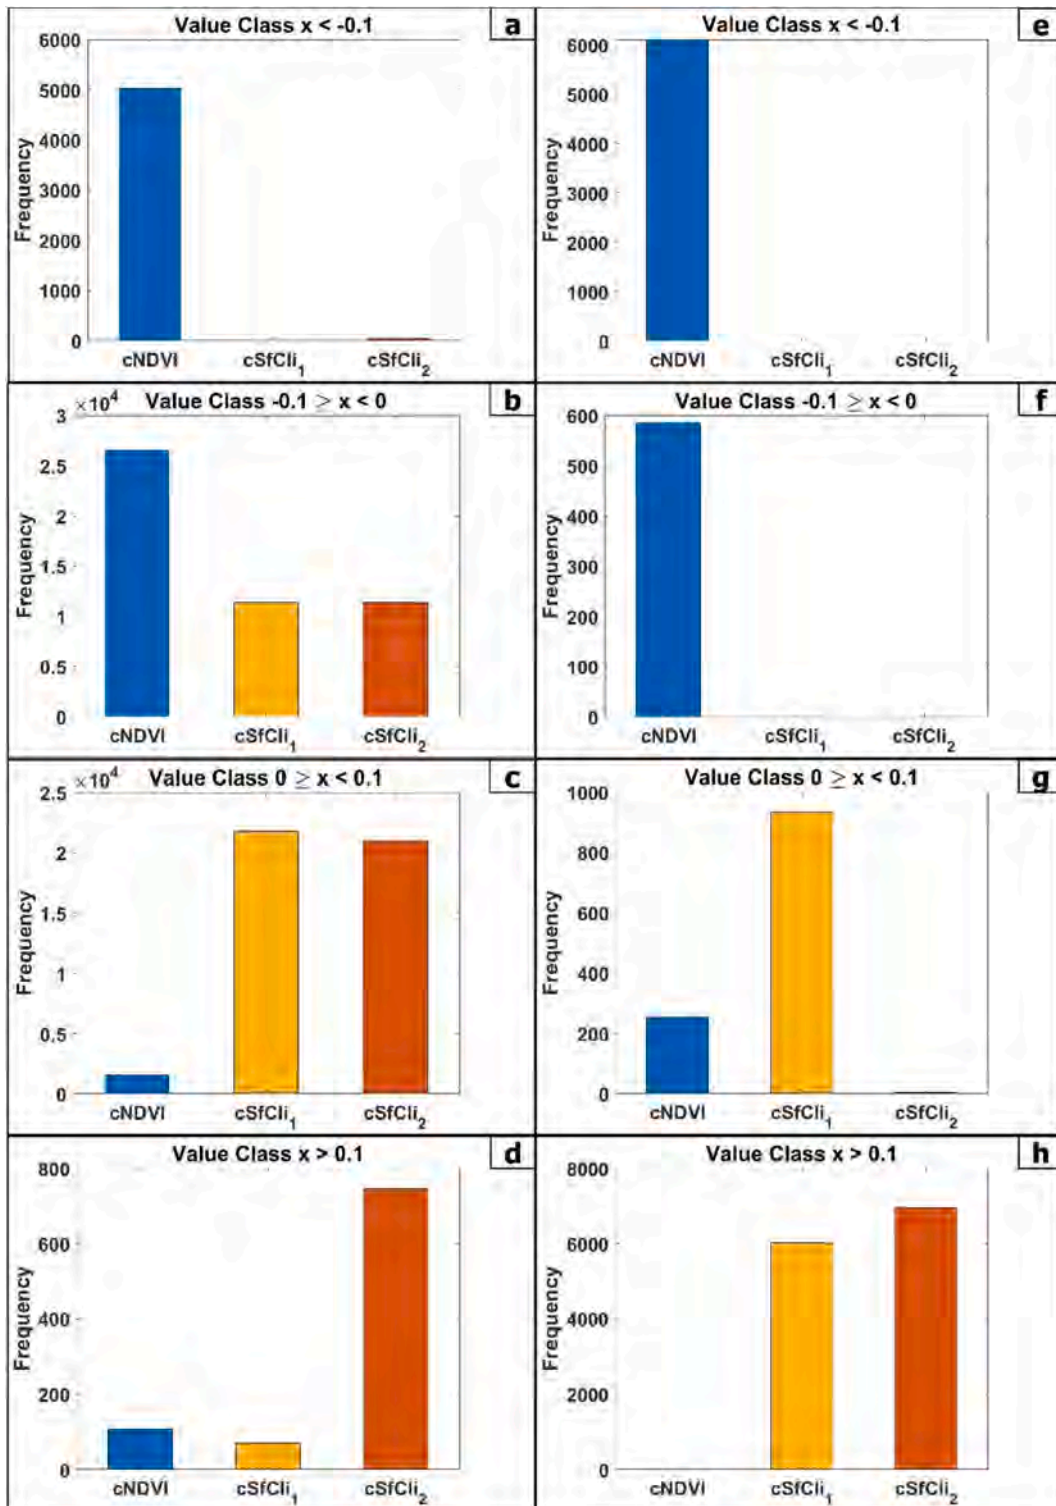 Value Class x < -0.1
a
6000
5000
4000
3000
2000
1000
0
Frequency
cNDVI
cSfCli1
cSfCli2
Value Class x < -0.1
e
6000
5000
4000
3000
2000
1000
0
Frequency
cNDVI
cSfCli1
cSfCli2
×10^4
Value Class -0.1 ≥ x < 0
b
3
2.5
2
1.5
1
0.5
0
Frequency
cNDVI
cSfCli1
cSfCli2
Value Class -0.1 ≥ x < 0
f
600
500
400
300
200
100
0
Frequency
cNDVI
cSfCli1
cSfCli2
×10^4
Value Class 0 ≥ x < 0.1
c
2.5
2
1.5
1
0.5
0
Frequency
cNDVI
cSfCli1
cSfCli2
Value Class 0 ≥ x < 0.1
g
1000
800
600
400
200
0
Frequency
cNDVI
cSfCli1
cSfCli2
Value Class x > 0.1
d
800
600
400
200
0
Frequency
cNDVI
cSfCli1
cSfCli2
Value Class x > 0.1
h
8000
6000
4000
2000
0
Frequency
cNDVI
cSfCli1
cSfCli2